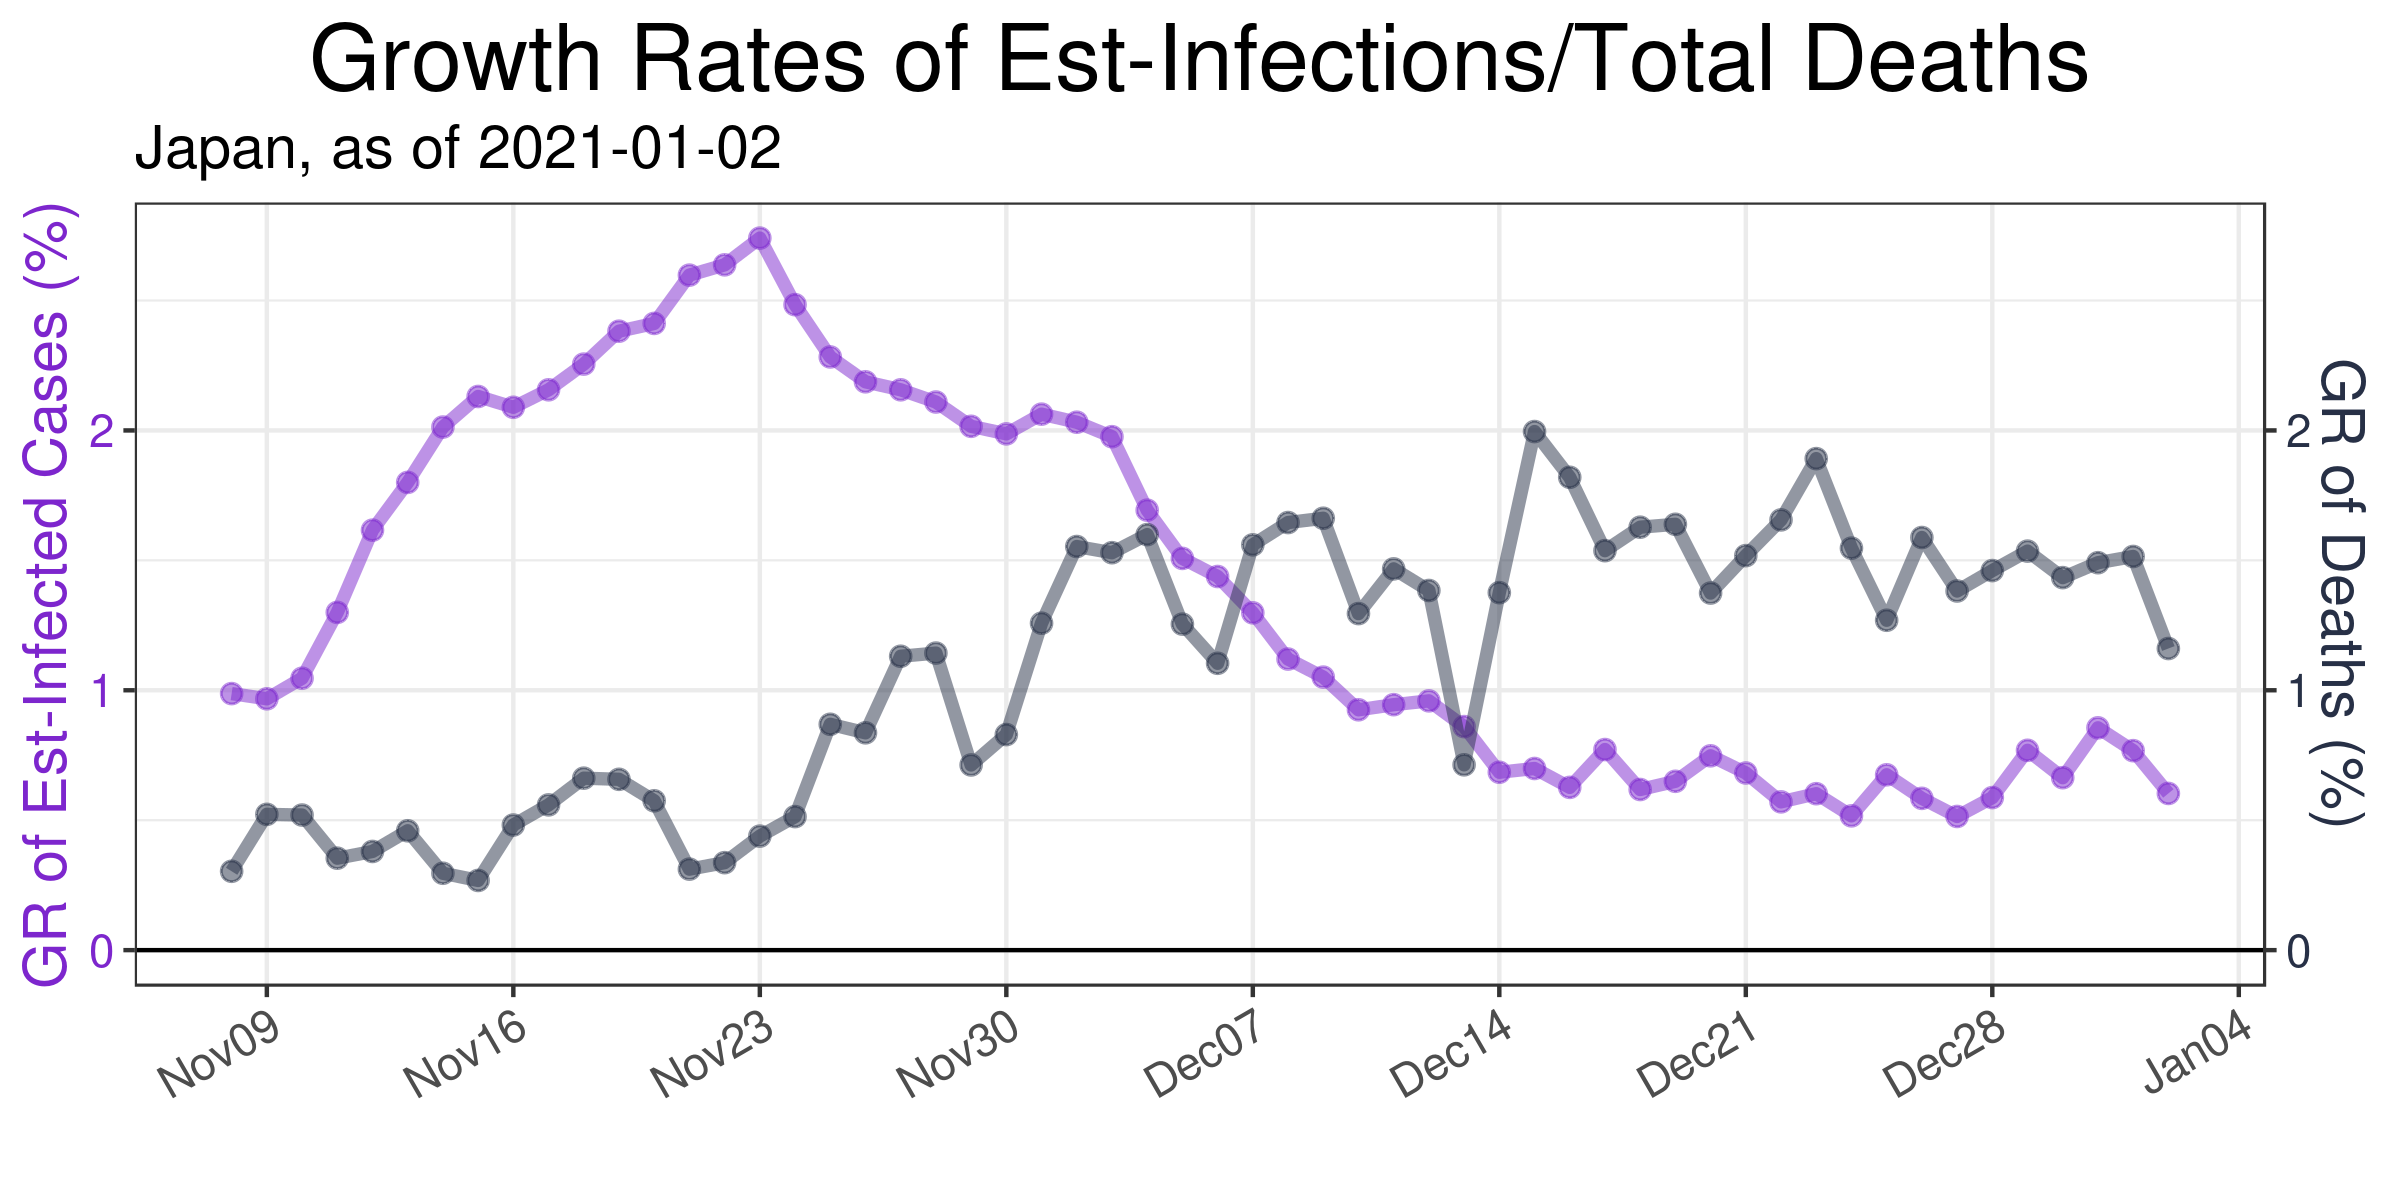 Growth Rates of Est-Infections/Total Deaths
Japan, as of 2021-01-02
GR of Est-Infected Cases (%)
2
1
0
2
1
0
GR of Deaths (%)
Nov09
Nov16
Nov23
Nov30
Dec07
Dec14
Dec21
Dec28
Jan04